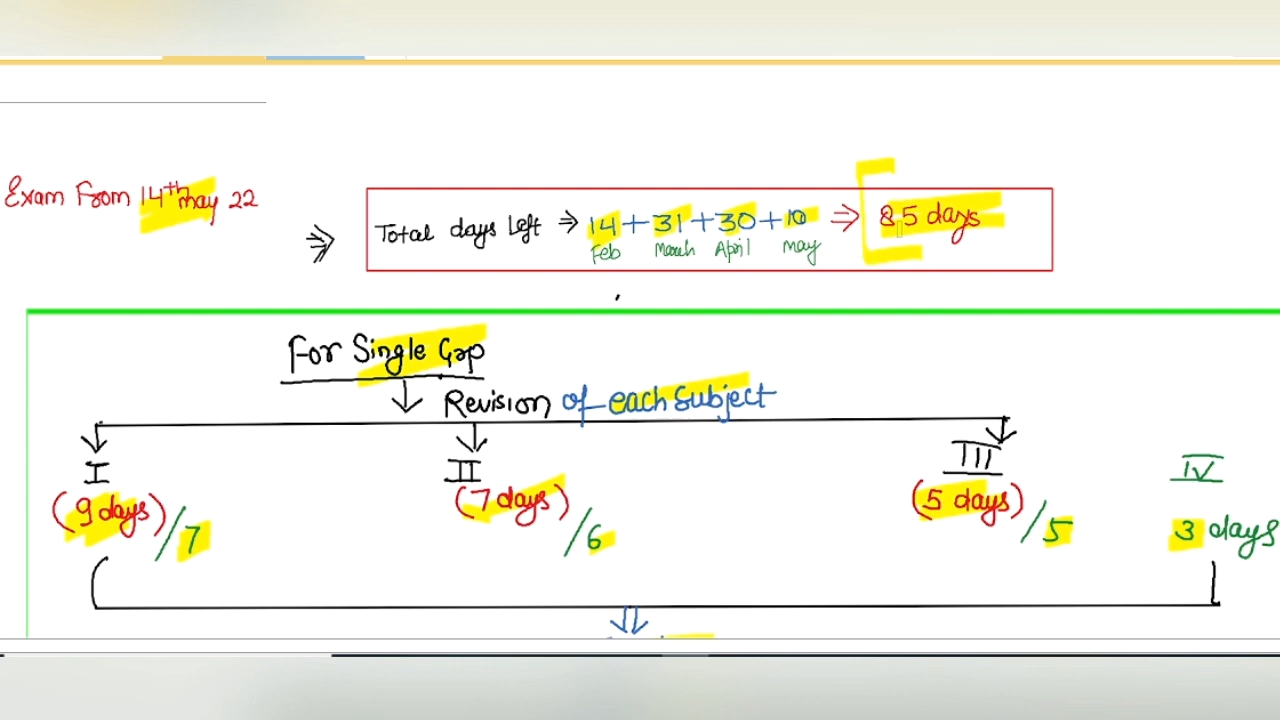 Exam From 14th may 22
Total days left ⇒ 14+31+30+10 ⇒ 85 days
Feb March April may
For Single Grp
Revision of each Subject
I II III IV
(9 days)/7 (7 days)/6 (5 days)/5 3 days